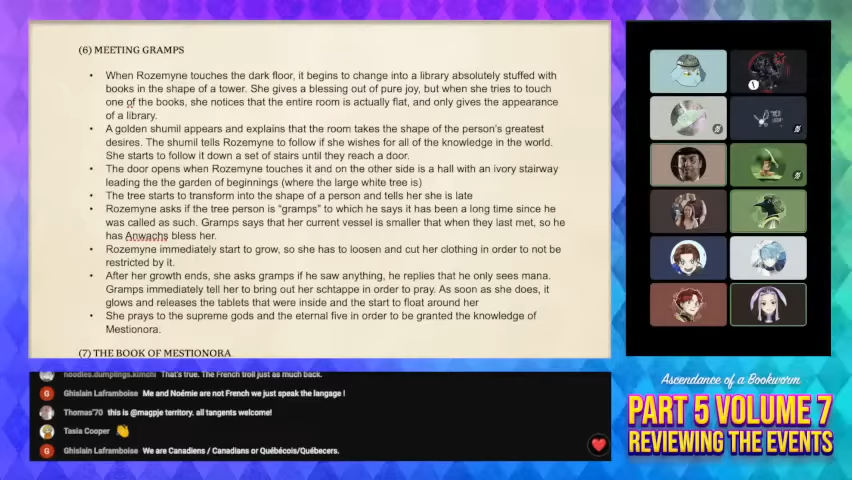 (6) MEETING GRAMPS
• When Rozemyne touches the dark floor, it begins to change into a library absolutely stuffed with
books in the shape of a tower. She gives a blessing out of pure joy, but when she tries to touch
one of the books, she notices that the entire room is actually flat, and only gives the appearance
of a library.
• A golden shumil appears and explains that the room takes the shape of the person's greatest
desires. The shumil tells Rozemyne to follow if she wishes for all of the knowledge in the world.
She starts to follow it down a set of stairs until they reach a door.
• The door opens when Rozemyne touches it and on the other side is a hall with an ivory stairway
leading the the garden of beginnings (where the large white tree is)
• The tree starts to transform into the shape of a person and tells her she is late
• Rozemyne asks if the tree person is "gramps" to which he says it has been a long time since he
was called as such. Gramps says that her current vessel is smaller that when they last met, so he
has Anwachs bless her.
• Rozemyne immediately start to grow, so she has to loosen and cut her clothing in order to not be
restricted by it.
• After her growth ends, she asks gramps if he saw anything, he replies that he only sees mana.
Gramps immediately tell her to bring out her schtappe in order to pray. As soon as she does, it
glows and releases the tablets that were inside and the start to float around her
• She prays to the supreme gods and the eternal five in order to be granted the knowledge of
Mestionora.
(7) THE BOOK OF MESTIONORA
noodles.dumplings.kimchi That's true. The French troll just as much back.
G Ghislain Laframboise Me and Noémie are not French we just speak the langage !
Thomas"70 this is @magpje territory. all tangents welcome!
Tasia Cooper 👏
G Ghislain Laframboise We are Canadiens / Canadians or Québécois/Québecers.
Ascendance of a Bookworm
PART 5 VOLUME 7
REVIEWING THE EVENTS